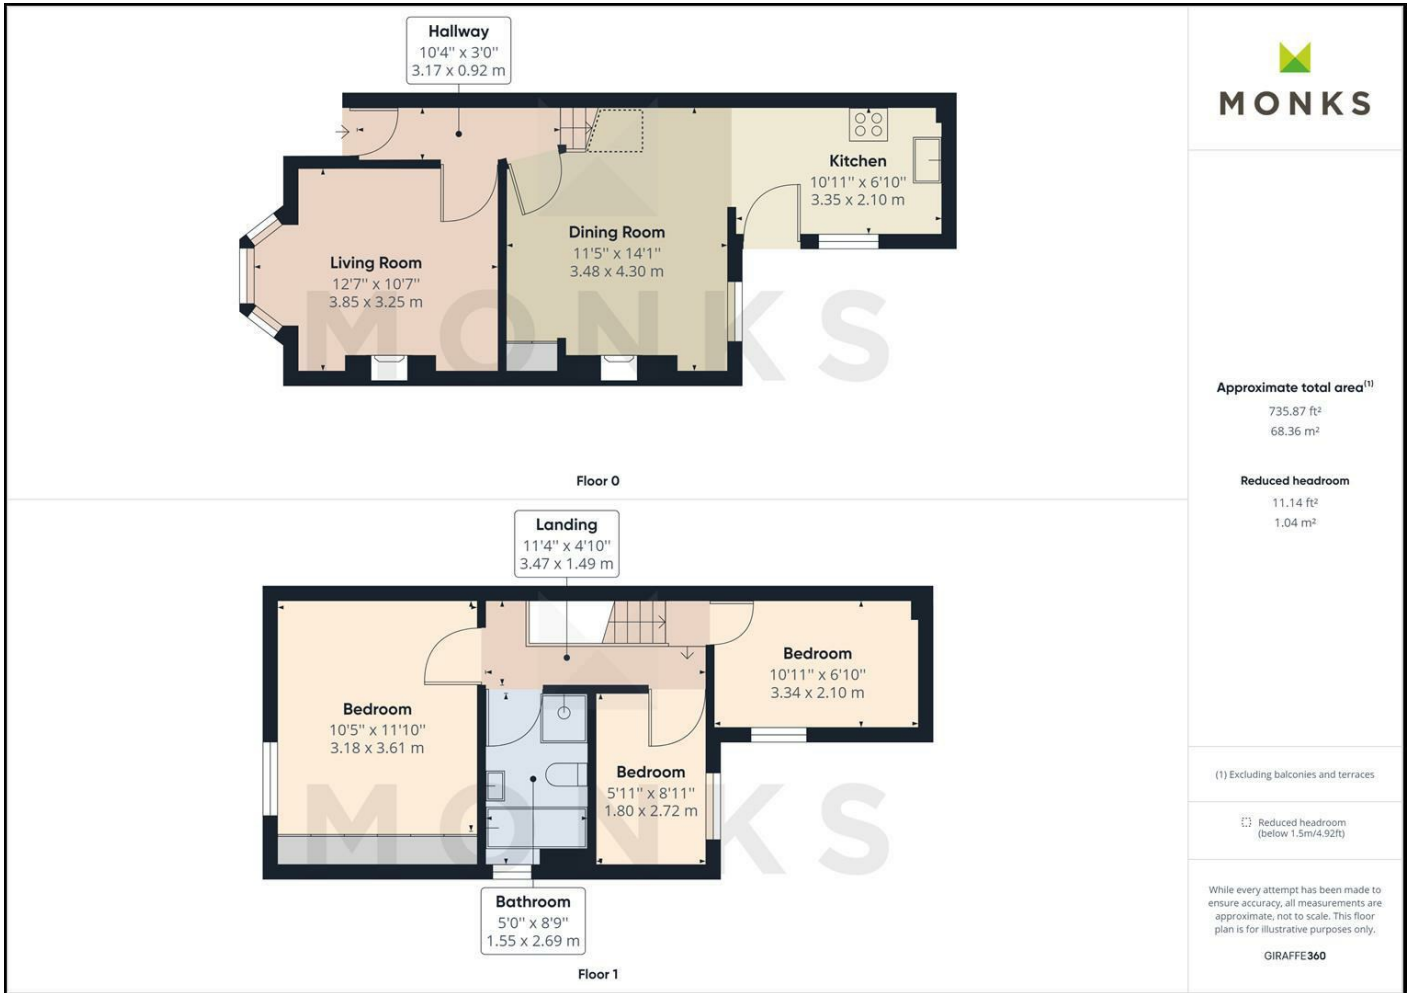 Hallway
10'4" x 3'0"
3.17 x 0.92 m
Kitchen
10'11" x 6'10"
3.35 x 2.10 m
Dining Room
11'5" x 14'1"
3.48 x 4.30 m
Living Room
12'7" x 10'7"
3.85 x 3.25 m
MONKS
Floor 0
Landing
11'4" x 4'10"
3.47 x 1.49 m
Bedroom
10'11" x 6'10"
3.34 x 2.10 m
Bedroom
10'5" x 11'10"
3.18 x 3.61 m
Bedroom
5'11" x 8'11"
1.80 x 2.72 m
MONKS
Bathroom
5'0" x 8'9"
1.55 x 2.69 m
Floor 1
MONKS
Approximate total area(1)
735.87 ft²
68.36 m²
Reduced headroom
11.14 ft²
1.04 m²
(1) Excluding balconies and terraces
Reduced headroom
(below 1.5m/4.92ft)
While every attempt has been made to
ensure accuracy, all measurements are
approximate, not to scale. This floor
plan is for illustrative purposes only.
GIRAFFE360